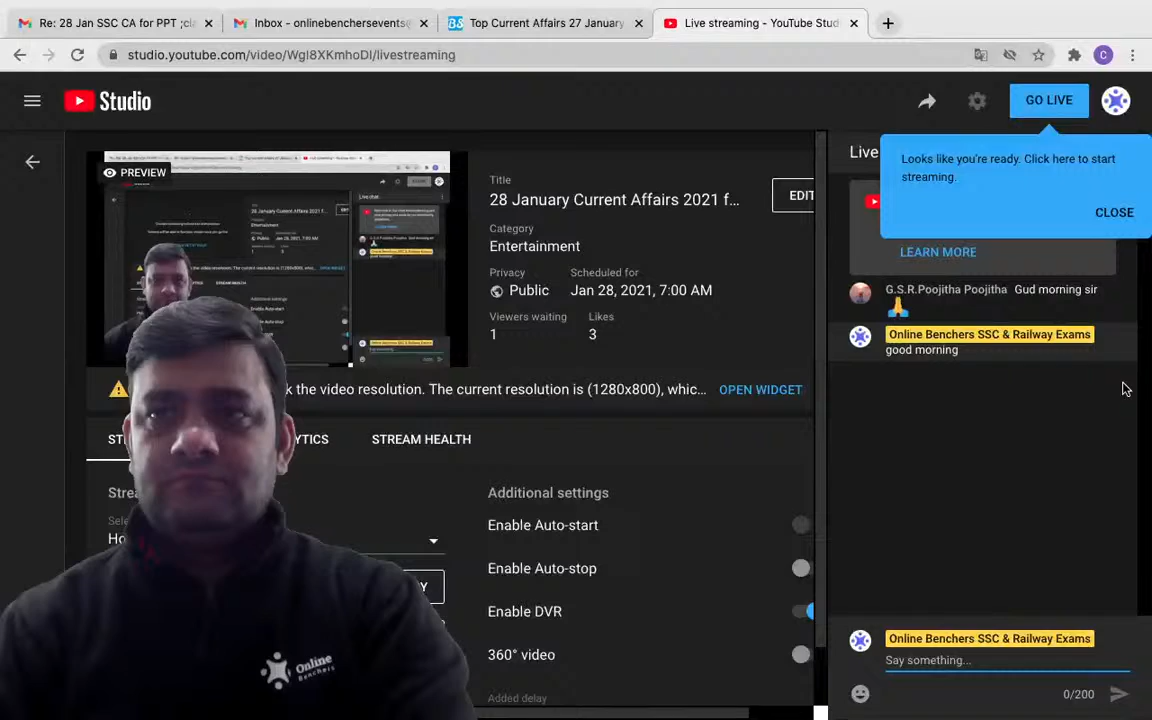 Re: 28 Jan SSC CA for PPT ;cla
Inbox - onlinebenchersevents@
Top Current Affairs 27 January
Live streaming - YouTube Stud
studio.youtube.com/video/WgI8XKmhoDI/livestreaming
C
Studio
GO LIVE
PREVIEW
Title
28 January Current Affairs 2021 f...
EDIT
Category
Entertainment
Privacy
Public
Scheduled for
Jan 28, 2021, 7:00 AM
Viewers waiting
1
Likes
3
k the video resolution. The current resolution is (1280x800), whic...
OPEN WIDGET
ST
YTICS
STREAM HEALTH
Strea
Sele
Ho
Y
Additional settings
Enable Auto-start
Enable Auto-stop
Enable DVR
360° video
Added delay
Live
Looks like you're ready. Click here to start
streaming.
CLOSE
LEARN MORE
G.S.R.Poojitha Poojitha Gud morning sir
🙏
Online Benchers SSC & Railway Exams
good morning
Online Benchers SSC & Railway Exams
Say something...
0/200
Online
Benchers